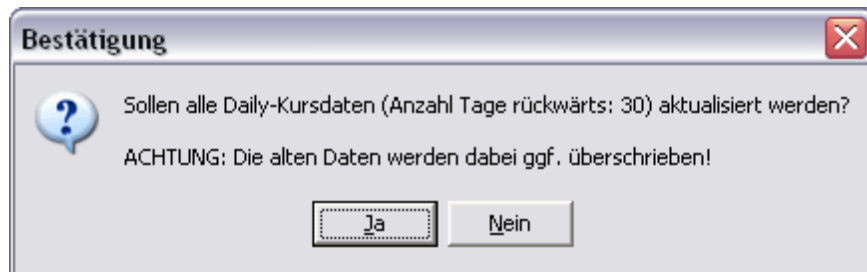 Bestätigung
Sollen alle Daily-Kursdaten (Anzahl Tage rückwärts: 30) aktualisiert werden?
ACHTUNG: Die alten Daten werden dabei ggf. überschrieben!
Ja
Nein